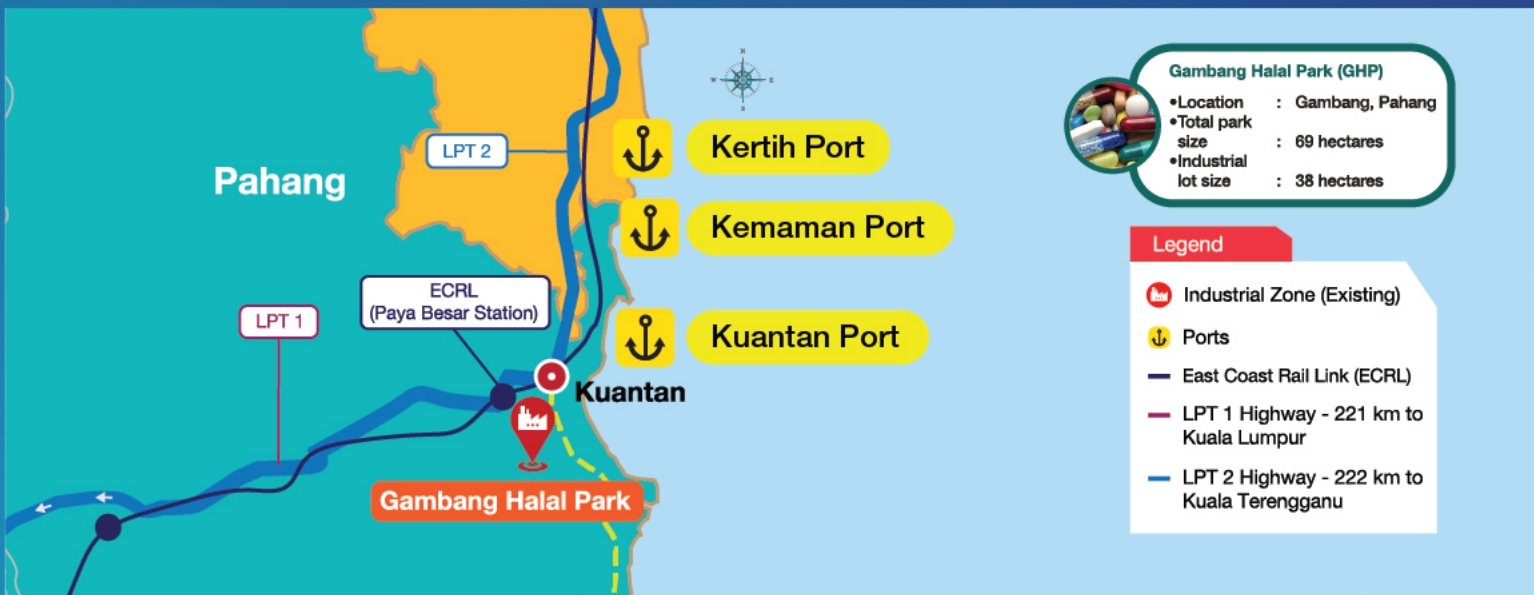 N
W
E
S
Gambang Halal Park (GHP)
•Location : Gambang, Pahang
•Total park
size : 69 hectares
•Industrial
lot size : 38 hectares
LPT 2
Kertih Port
Pahang
Kemaman Port
Legend
Industrial Zone (Existing)
Ports
East Coast Rail Link (ECRL)
LPT 1 Highway - 221 km to
Kuala Lumpur
LPT 2 Highway - 222 km to
Kuala Terengganu
ECRL
(Paya Besar Station)
LPT 1
Kuantan Port
Kuantan
Gambang Halal Park